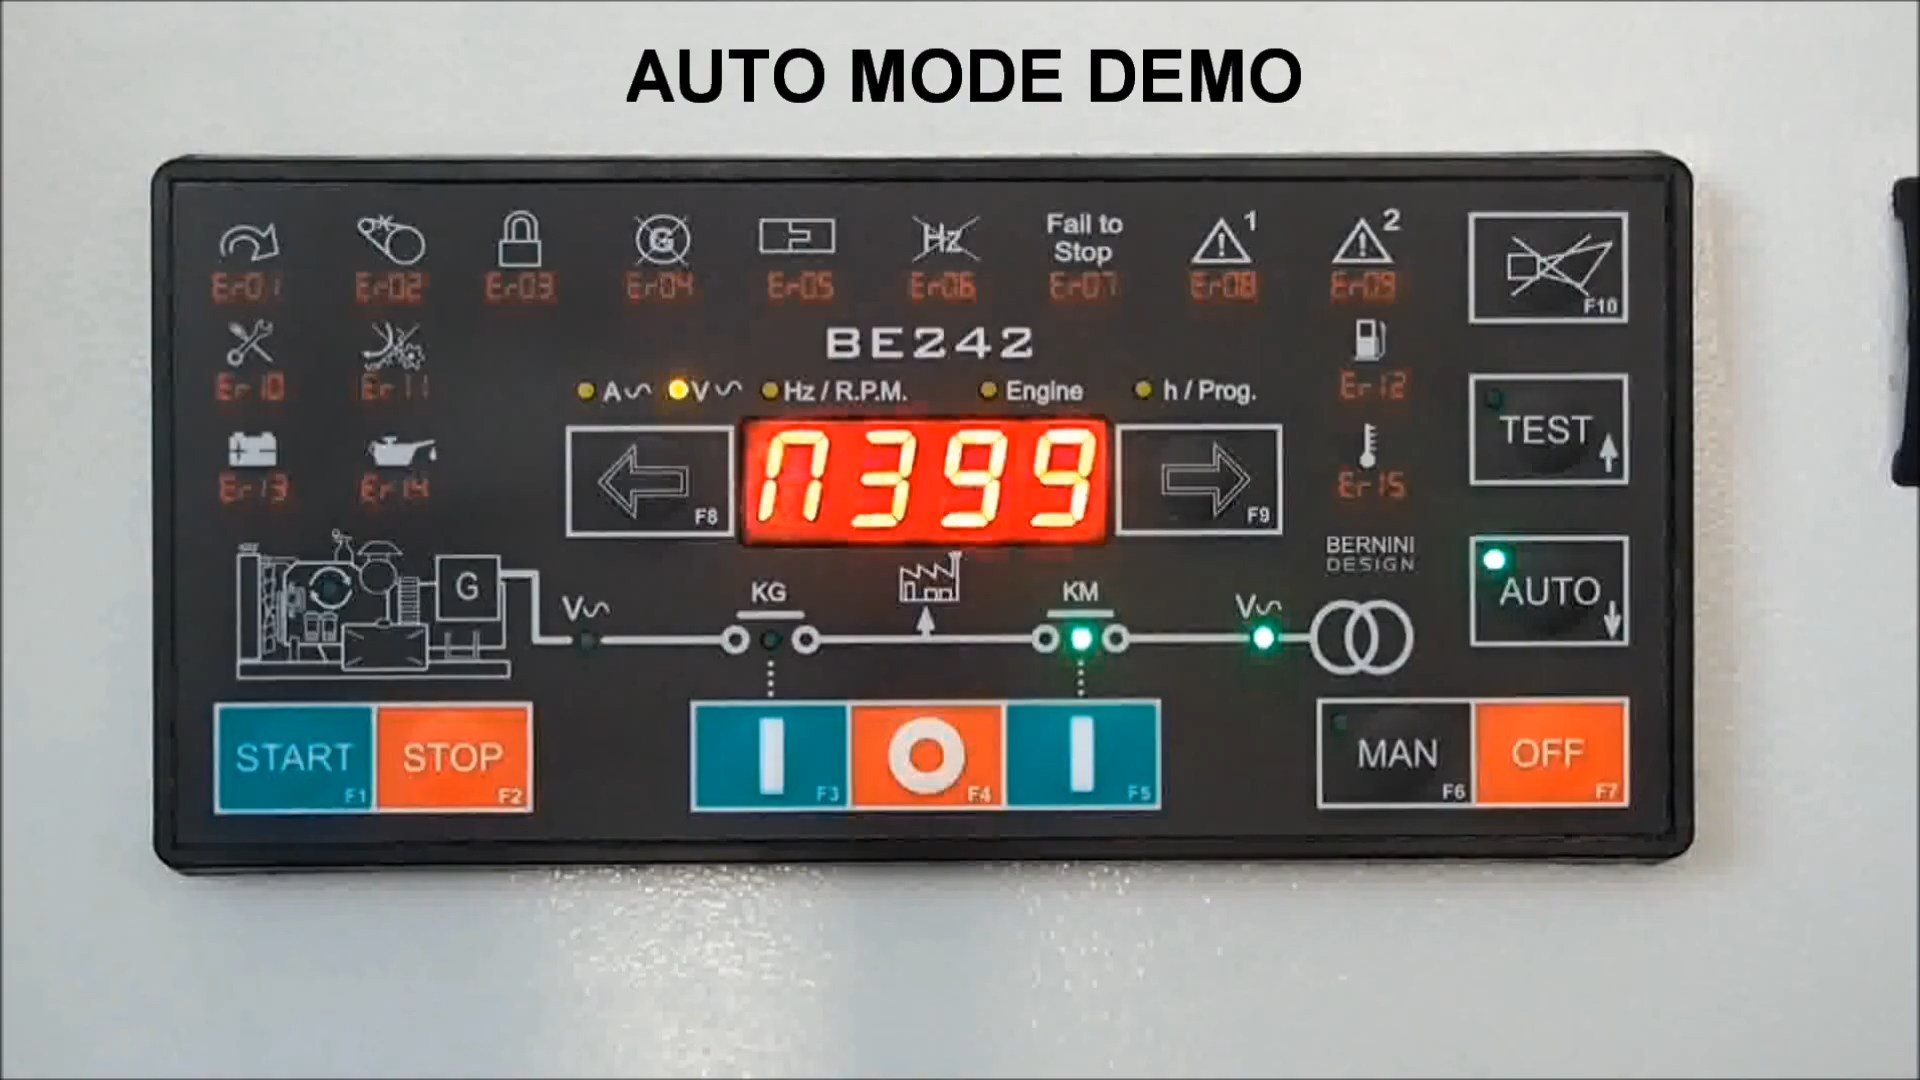 AUTO MODE DEMO
Er01 Er02 Er03 G Er04 Er05 Hz Er06 Fail to Stop Er07 1 Er08 2 Er09
F10
BE242
Er10 Er11 Er12
A V Hz / R.P.M. Engine h / Prog.
TEST
Er13 Er14 Er15
F8 n399 F9
BERNINI
DESIGN
AUTO
G V KG KM V
START F1 STOP F2 F3 F4 F5 MAN F6 OFF F7